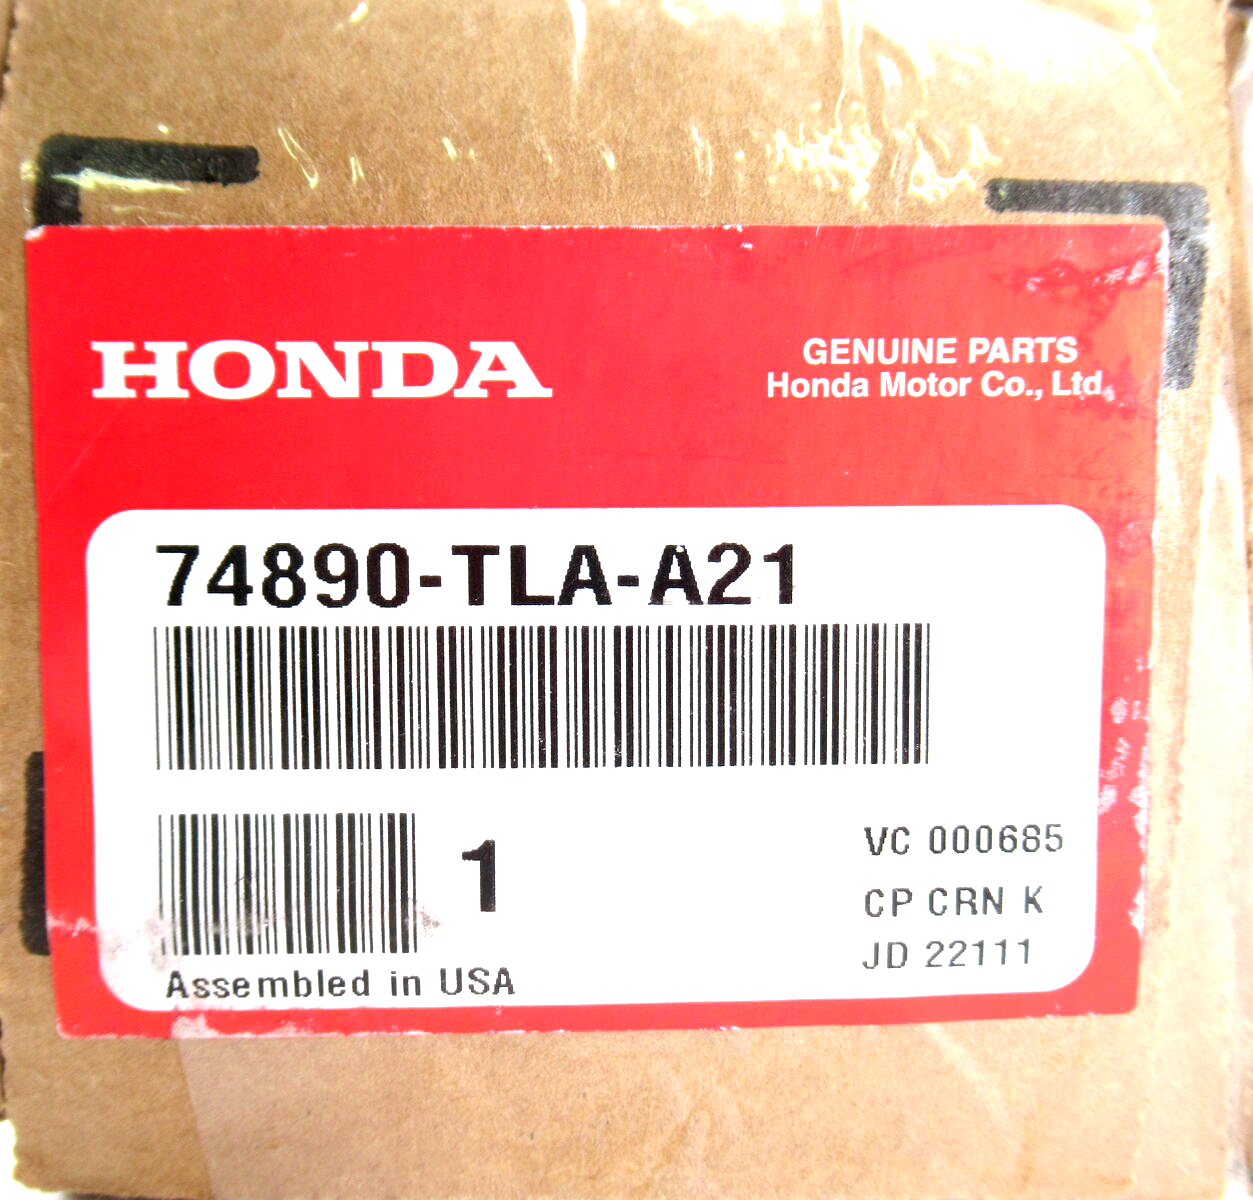 HONDA
GENUINE PARTS
Honda Motor Co., Ltd.
74890-TLA-A21
1
VC 000685
CP CRN K
JD 22111
Assembled in USA